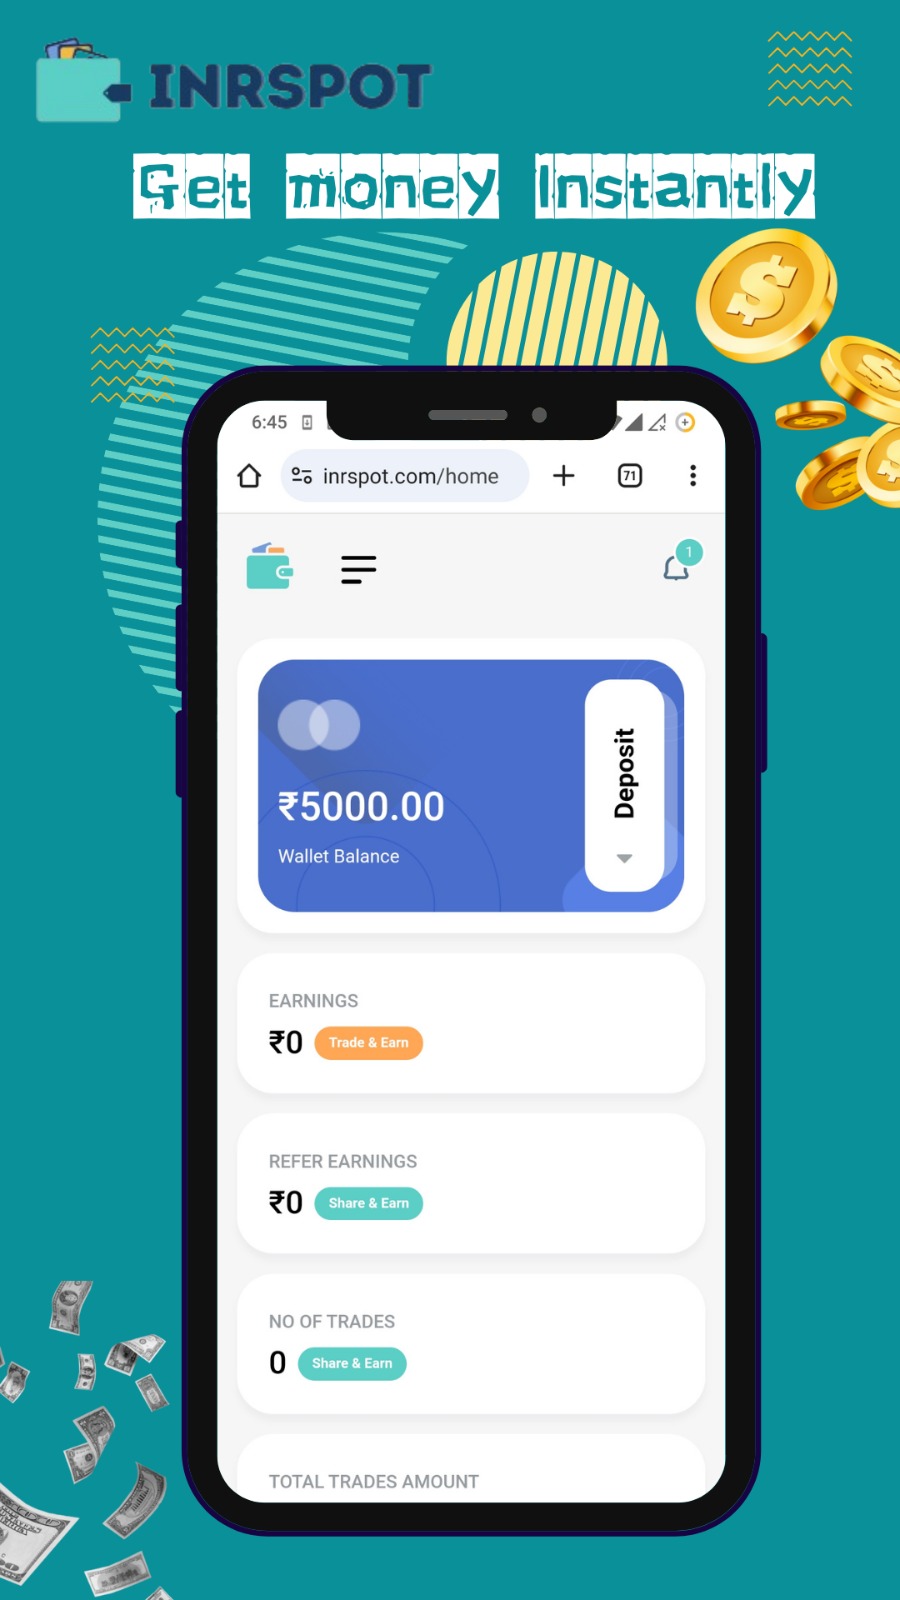 INRSPOT
Get money Instantly
6:45
inrspot.com/home
71
1
₹5000.00
Wallet Balance
Deposit
EARNINGS
₹0 Trade & Earn
REFER EARNINGS
₹0 Share & Earn
NO OF TRADES
0 Share & Earn
TOTAL TRADES AMOUNT